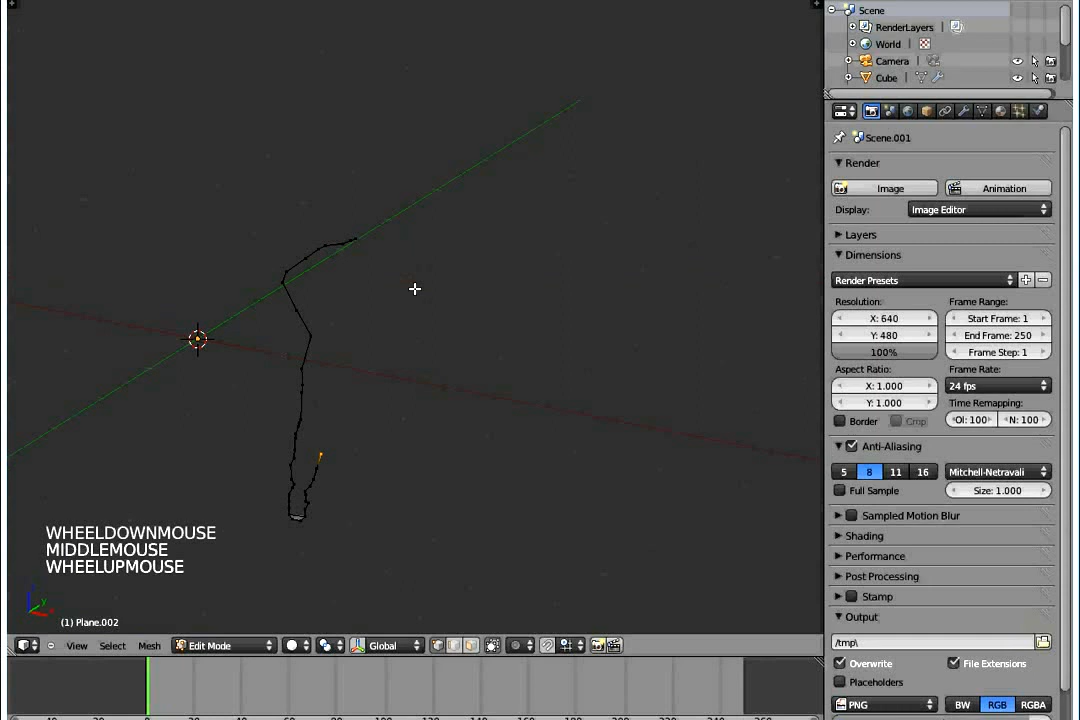 Scene
RenderLayers
World
Camera
Cube
Scene.001
Render
Image
Animation
Display:
Image Editor
Layers
Dimensions
Render Presets
Resolution:
Frame Range:
X: 640
Start Frame: 1
Y: 480
End Frame: 250
100%
Frame Step: 1
Aspect Ratio:
Frame Rate:
X: 1.000
24 fps
Y: 1.000
Time Remapping:
Border
Crop
Ol: 100
N: 100
Anti-Aliasing
5
8
11
16
Mitchell-Netravali
Full Sample
Size: 1.000
Sampled Motion Blur
Shading
Performance
Post Processing
Stamp
Output
/tmp\
Overwrite
File Extensions
Placeholders
PNG
BW
RGB
RGBA
WHEELDOWNMOUSE
MIDDLEMOUSE
WHEELUPMOUSE
y
(1) Plane.002
View
Select
Mesh
Edit Mode
Global